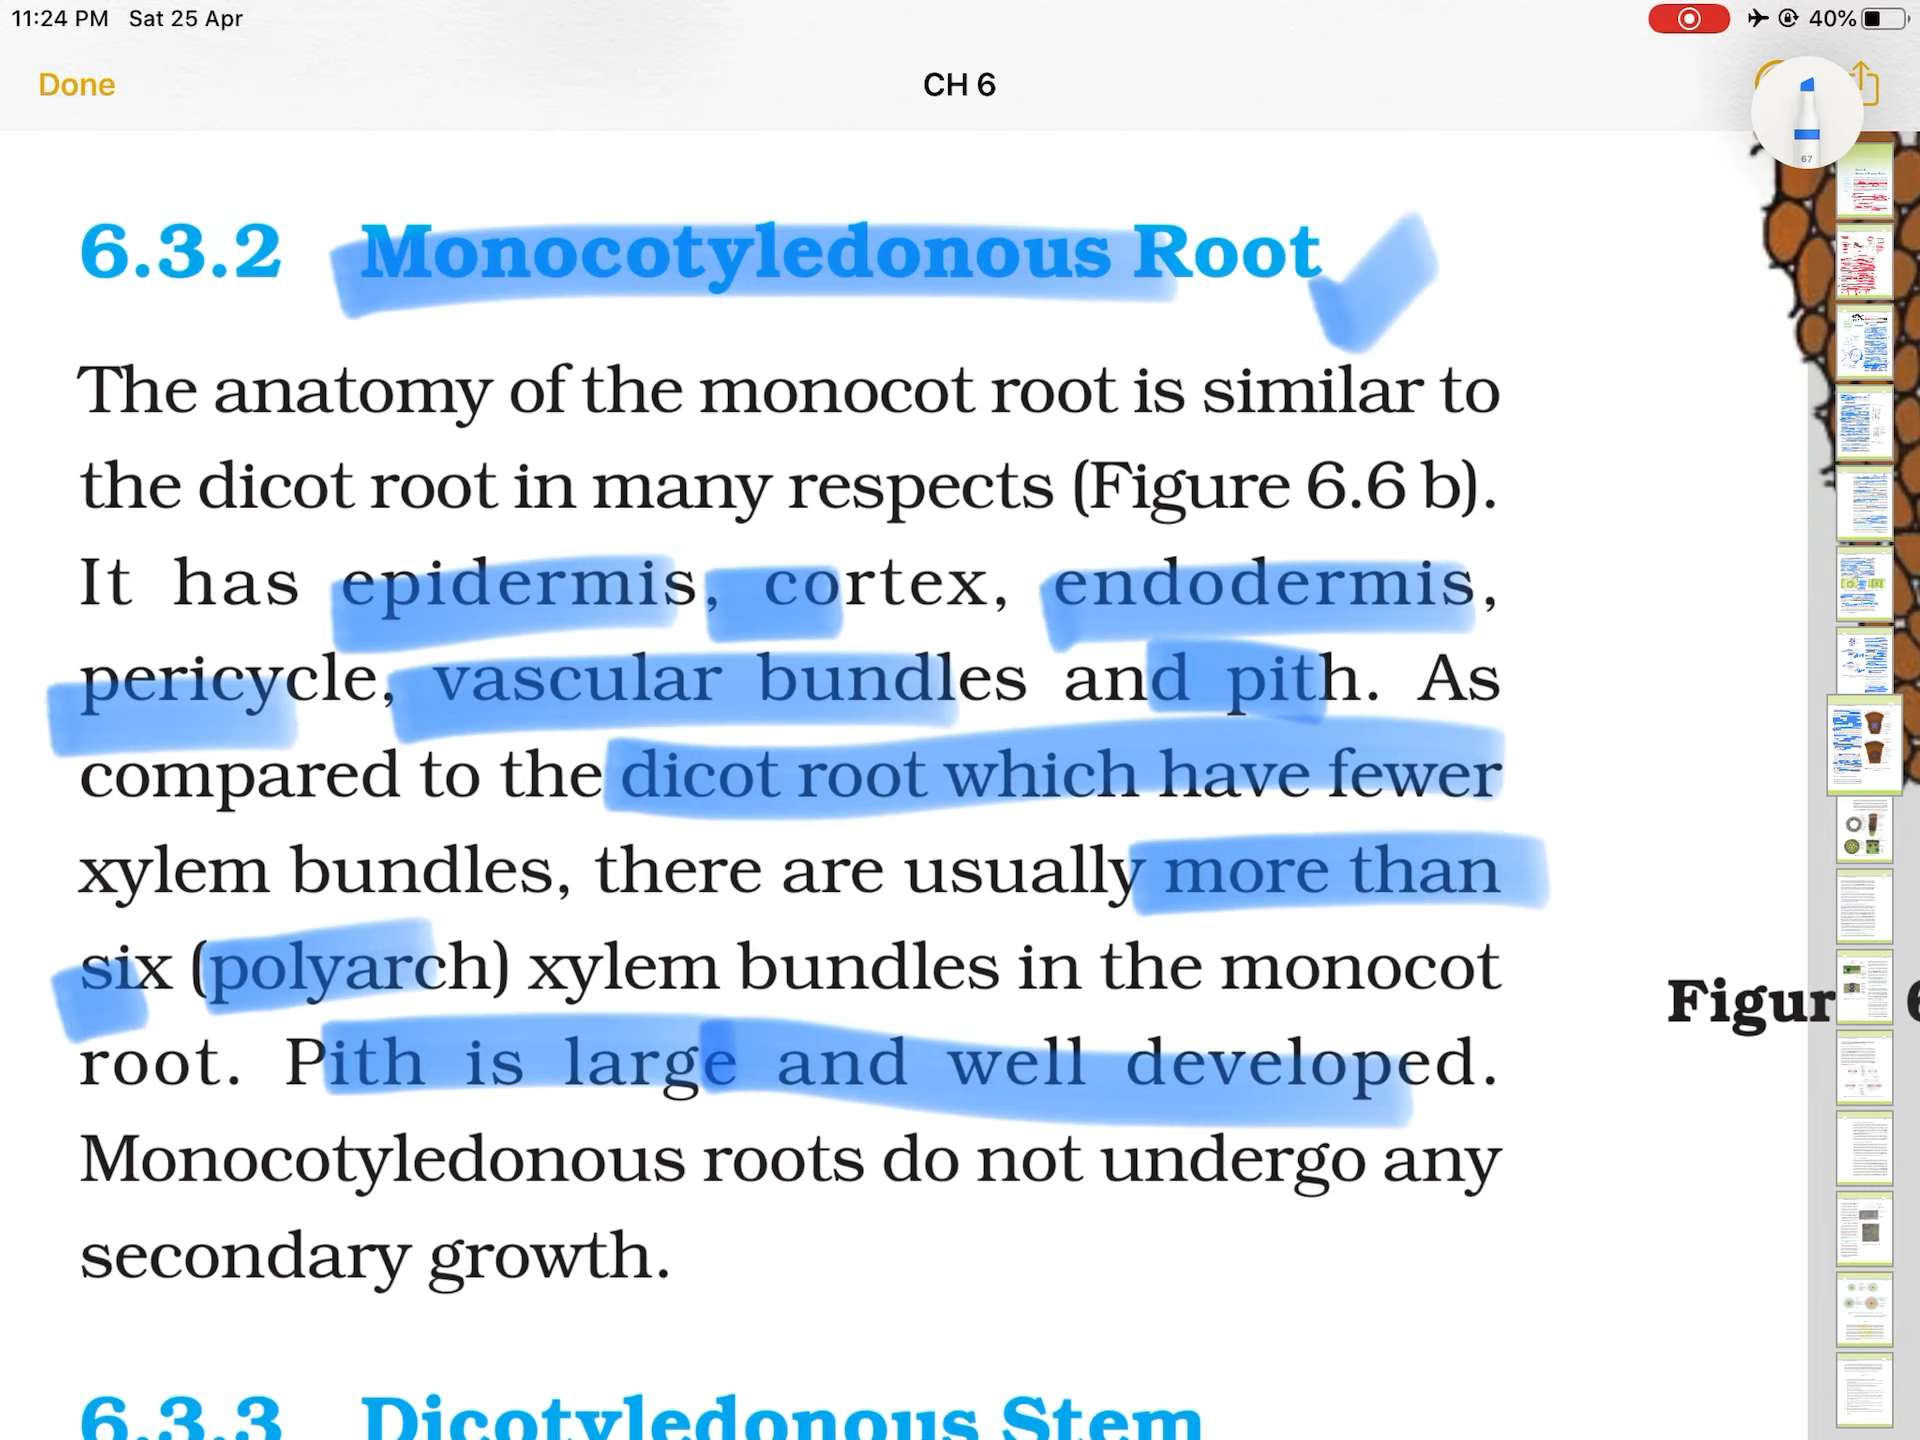 11:24 PM Sat 25 Apr
40%
Done
CH 6
67
6.3.2 Monocotyledonous Root
The anatomy of the monocot root is similar to
the dicot root in many respects (Figure 6.6 b).
It has epidermis, cortex, endodermis,
pericycle, vascular bundles and pith. As
compared to the dicot root which have fewer
xylem bundles, there are usually more than
six (polyarch) xylem bundles in the monocot
root. Pith is large and well developed.
Monocotyledonous roots do not undergo any
secondary growth.
Figur 6
6.3.3 Dicotyledonous Stem